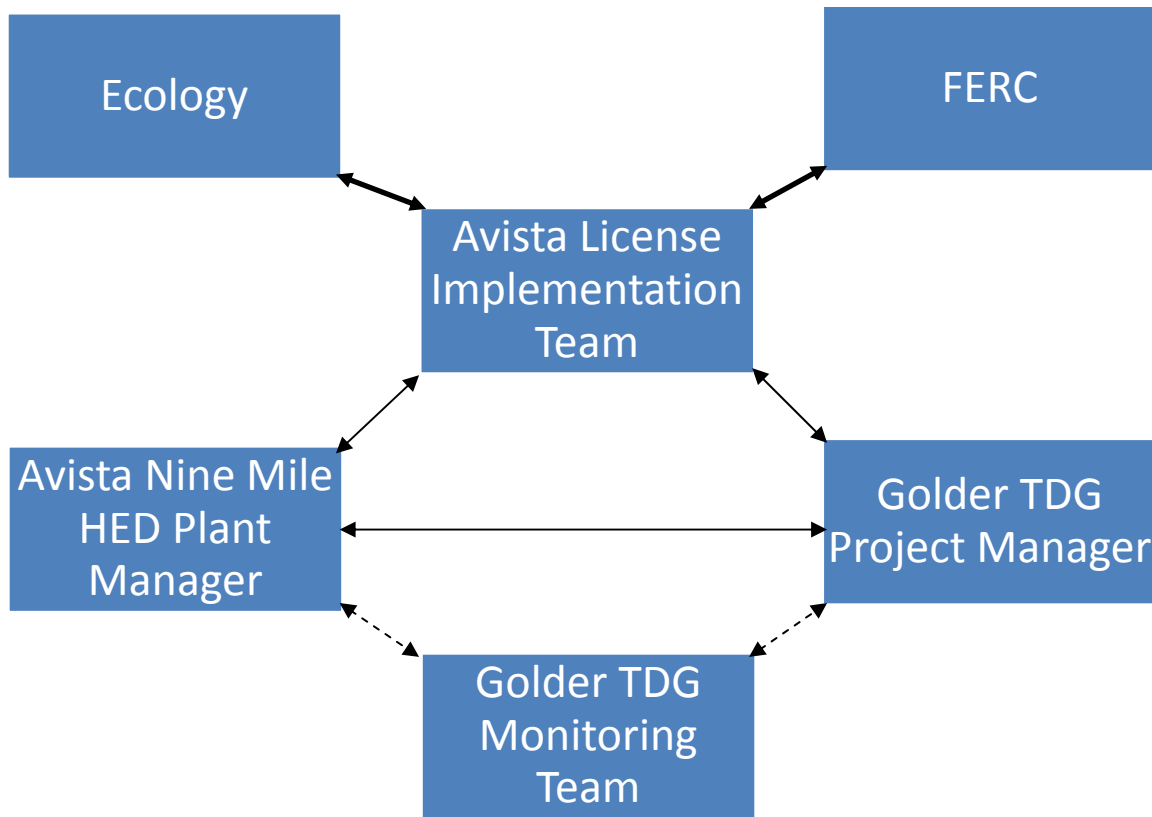 Ecology
FERC
Avista License
Implementation
Team
Avista Nine Mile
HED Plant
Manager
Golder TDG
Project Manager
Golder TDG
Monitoring
Team